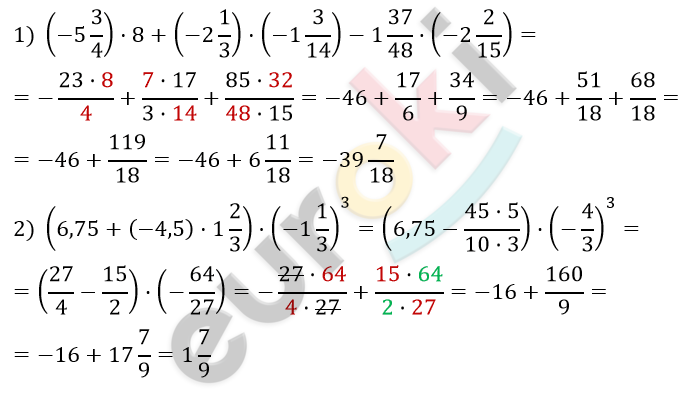 1) (−5 3/4) · 8 + (−2 1/3) · (−1 3/14) − 1 37/48 · (−2 2/15) =
= − (23 · 8)/4 + (7 · 17)/(3 · 14) + (85 · 32)/(48 · 15) = −46 + 17/6 + 34/9 = −46 + 51/18 + 68/18 =
= −46 + 119/18 = −46 + 6 11/18 = −39 7/18
2) (6,75 + (−4,5) · 1 2/3) · (−1 1/3)³ = (6,75 − (45 · 5)/(10 · 3)) · (−4/3)³ =
= (27/4 − 15/2) · (−64/27) = − (27 · 64)/(4 · 27) + (15 · 64)/(2 · 27) = −16 + 160/9 =
= −16 + 17 7/9 = 1 7/9
euroki